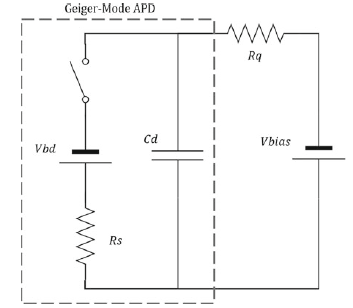 Geiger-Mode APD
Rq
Vbd
Cd
Vbias
Rs